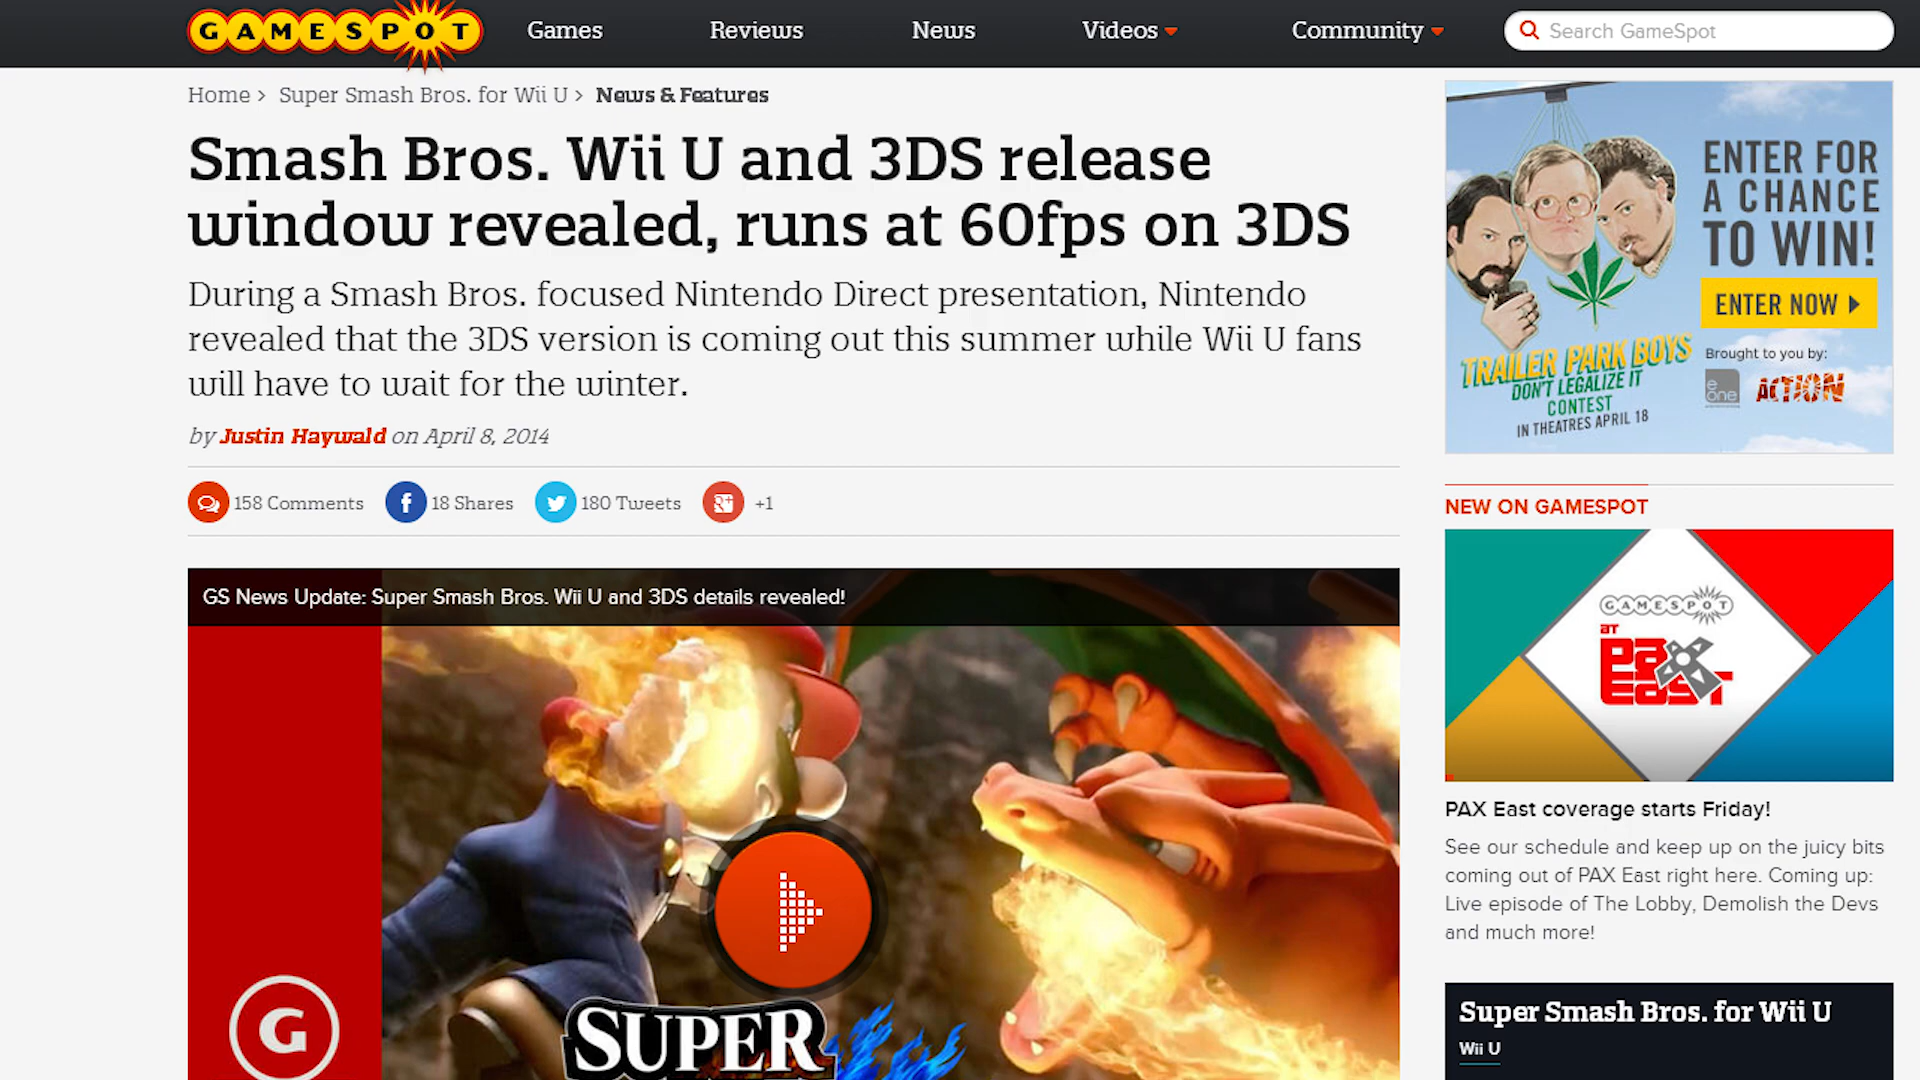 GAMESPOT
Games
Reviews
News
Videos
Community
Search GameSpot
Home > Super Smash Bros. for Wii U > News & Features
Smash Bros. Wii U and 3DS release
window revealed, runs at 60fps on 3DS
During a Smash Bros. focused Nintendo Direct presentation, Nintendo
revealed that the 3DS version is coming out this summer while Wii U fans
will have to wait for the winter.
by Justin Haywald on April 8, 2014
158 Comments
18 Shares
180 Tweets
+1
GS News Update: Super Smash Bros. Wii U and 3DS details revealed!
G
SUPER
ENTER FOR
A CHANCE
TO WIN!
ENTER NOW
TRAILER PARK BOYS
DON'T LEGALIZE IT
CONTEST
IN THEATRES APRIL 18
Brought to you by:
e one
ACTION
NEW ON GAMESPOT
GAMESPOT
AT
PAX
EAST
PAX East coverage starts Friday!
See our schedule and keep up on the juicy bits
coming out of PAX East right here. Coming up:
Live episode of The Lobby, Demolish the Devs
and much more!
Super Smash Bros. for Wii U
Wii U